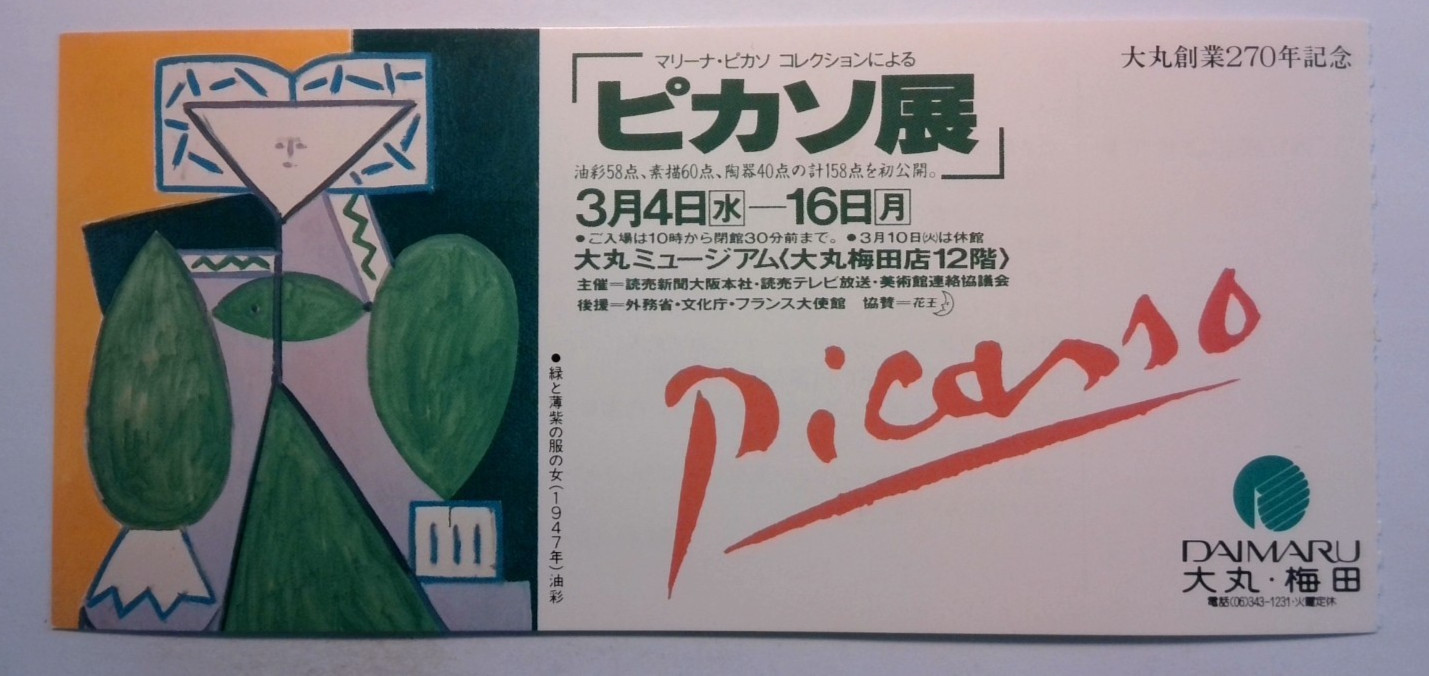 マリーナ・ピカソ コレクションによる
「ピカソ展」
油彩58点、素描60点、陶器40点の計158点を初公開。
3月4日水—16日月
●ご入場は10時から閉館30分前まで。●3月10日(火)は休館
大丸ミュージアム〈大丸梅田店12階〉
主催=読売新聞大阪本社・読売テレビ放送・美術館連絡協議会
後援=外務省・文化庁・フランス大使館 協賛=花王
大丸創業270年記念
●緑と薄紫の服の女(1947年)油彩
Picasso
DAIMARU
大丸・梅田
電話(06)343-1231・火曜定休